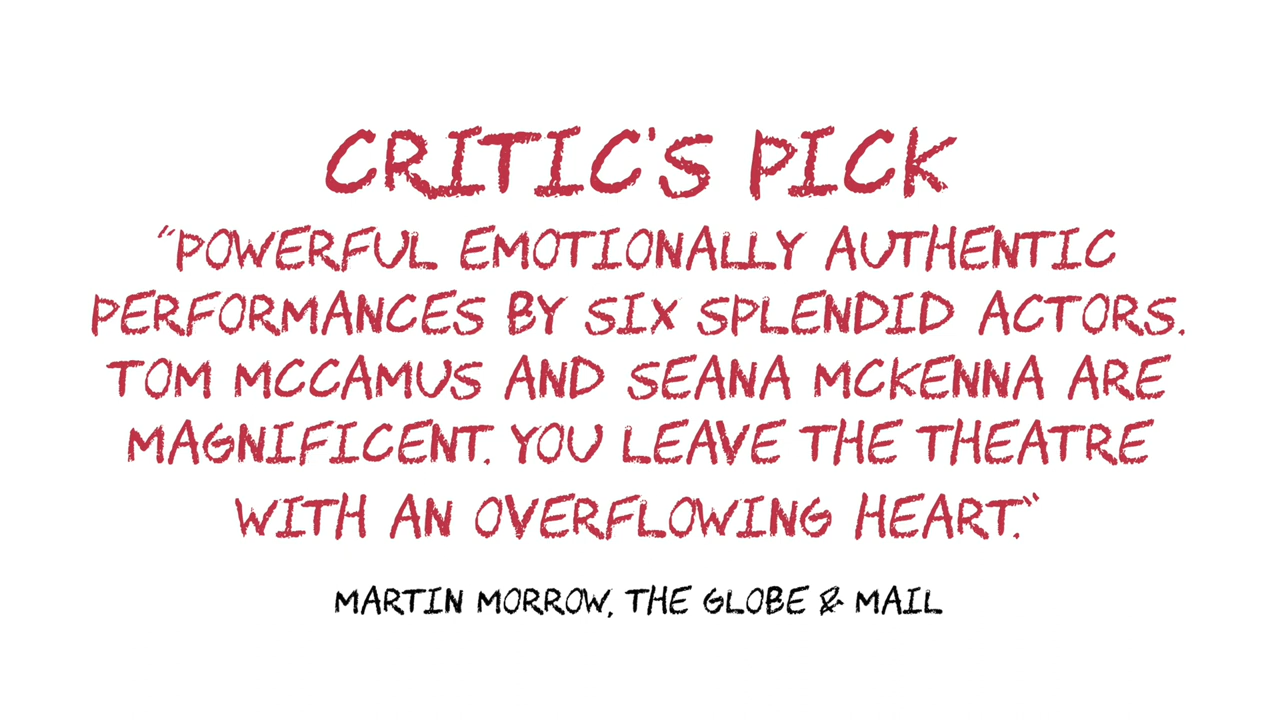 CRITIC'S PICK
"POWERFUL EMOTIONALLY AUTHENTIC
PERFORMANCES BY SIX SPLENDID ACTORS.
TOM MCCAMUS AND SEANA MCKENNA ARE
MAGNIFICENT. YOU LEAVE THE THEATRE
WITH AN OVERFLOWING HEART."
MARTIN MORROW, THE GLOBE & MAIL